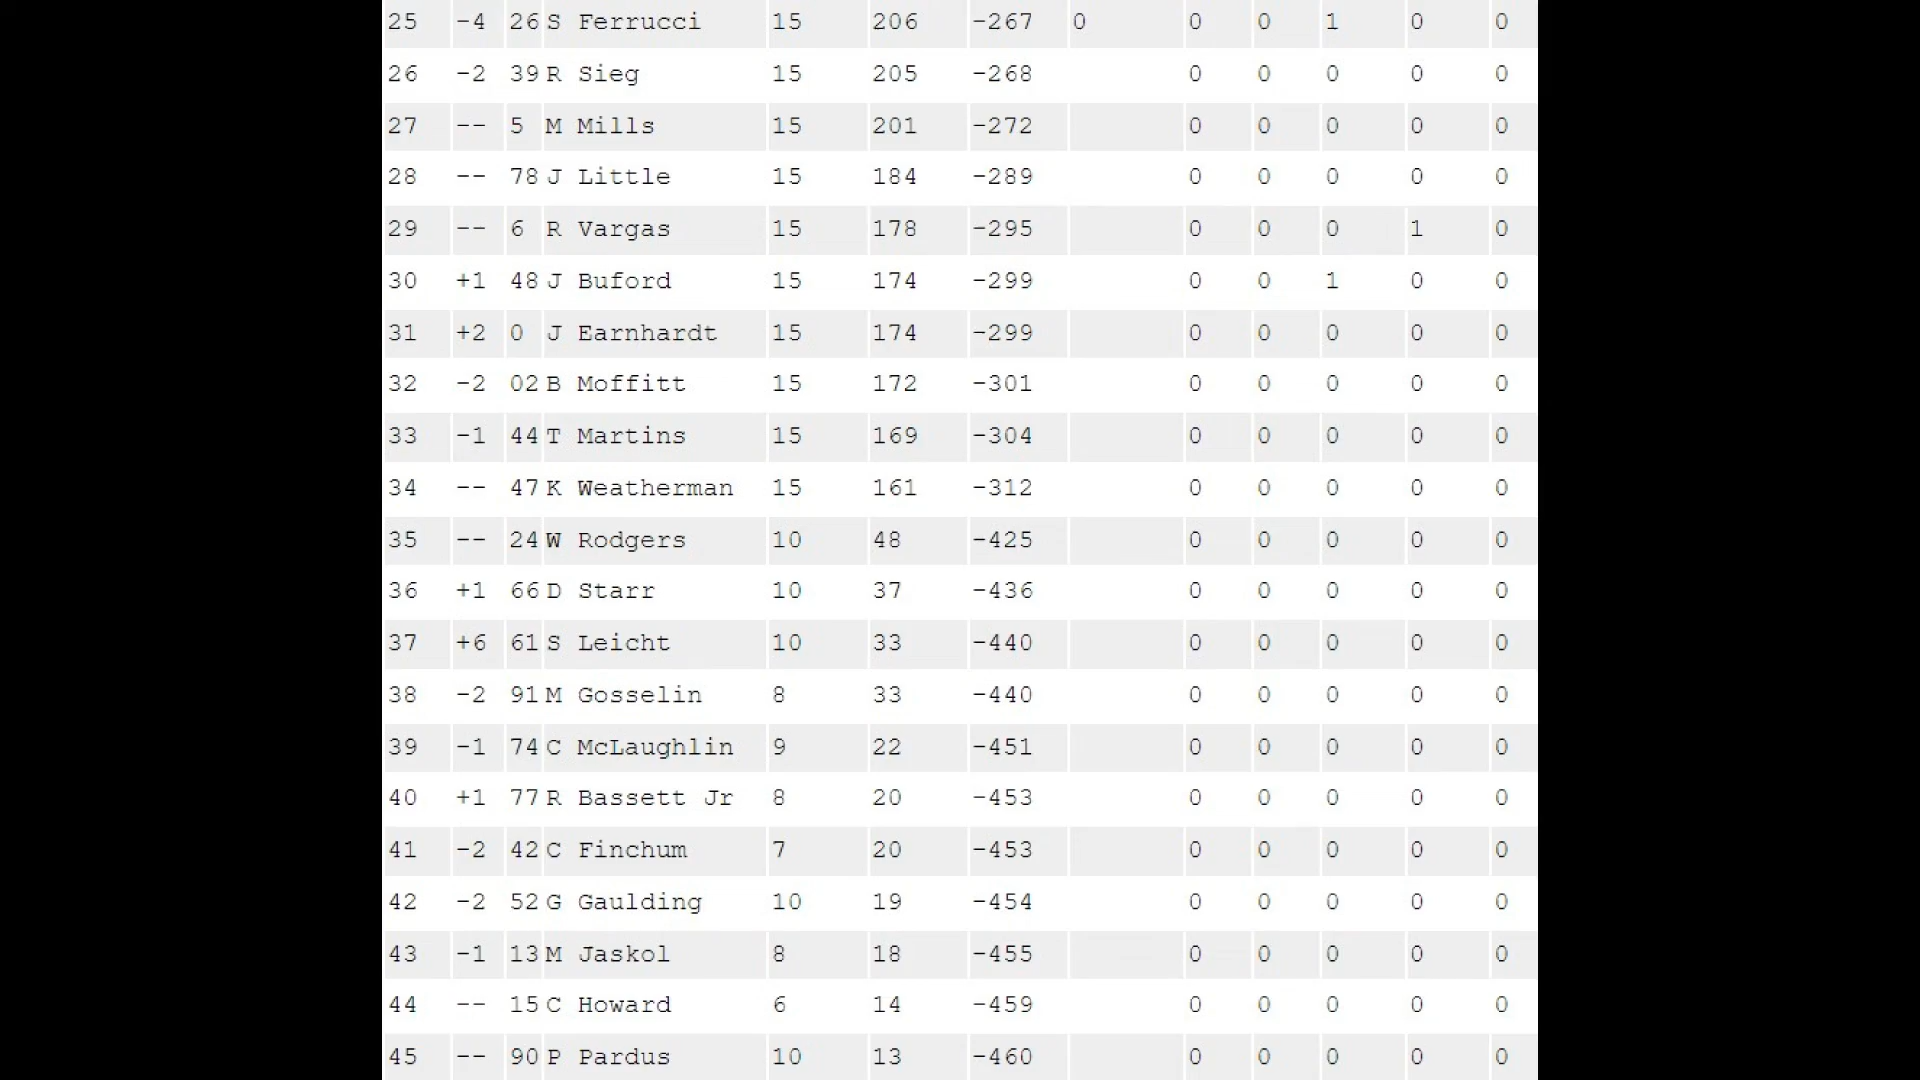 25 -4 26 S Ferrucci 15 206 -267 0 0 0 1 0 0
26 -2 39 R Sieg 15 205 -268 0 0 0 0 0
27 -- 5 M Mills 15 201 -272 0 0 0 0 0
28 -- 78 J Little 15 184 -289 0 0 0 0 0
29 -- 6 R Vargas 15 178 -295 0 0 0 1 0
30 +1 48 J Buford 15 174 -299 0 0 1 0 0
31 +2 0 J Earnhardt 15 174 -299 0 0 0 0 0
32 -2 02 B Moffitt 15 172 -301 0 0 0 0 0
33 -1 44 T Martins 15 169 -304 0 0 0 0 0
34 -- 47 K Weatherman 15 161 -312 0 0 0 0 0
35 -- 24 W Rodgers 10 48 -425 0 0 0 0 0
36 +1 66 D Starr 10 37 -436 0 0 0 0 0
37 +6 61 S Leicht 10 33 -440 0 0 0 0 0
38 -2 91 M Gosselin 8 33 -440 0 0 0 0 0
39 -1 74 C McLaughlin 9 22 -451 0 0 0 0 0
40 +1 77 R Bassett Jr 8 20 -453 0 0 0 0 0
41 -2 42 C Finchum 7 20 -453 0 0 0 0 0
42 -2 52 G Gaulding 10 19 -454 0 0 0 0 0
43 -1 13 M Jaskol 8 18 -455 0 0 0 0 0
44 -- 15 C Howard 6 14 -459 0 0 0 0 0
45 -- 90 P Pardus 10 13 -460 0 0 0 0 0